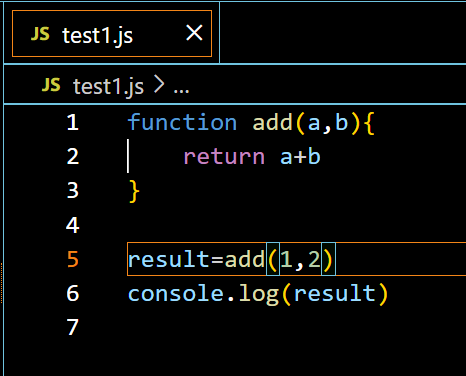 JS test1.js ×
JS test1.js > ...
1 function add(a,b){
2     return a+b
3 }
4
5 result=add(1,2)
6 console.log(result)
7